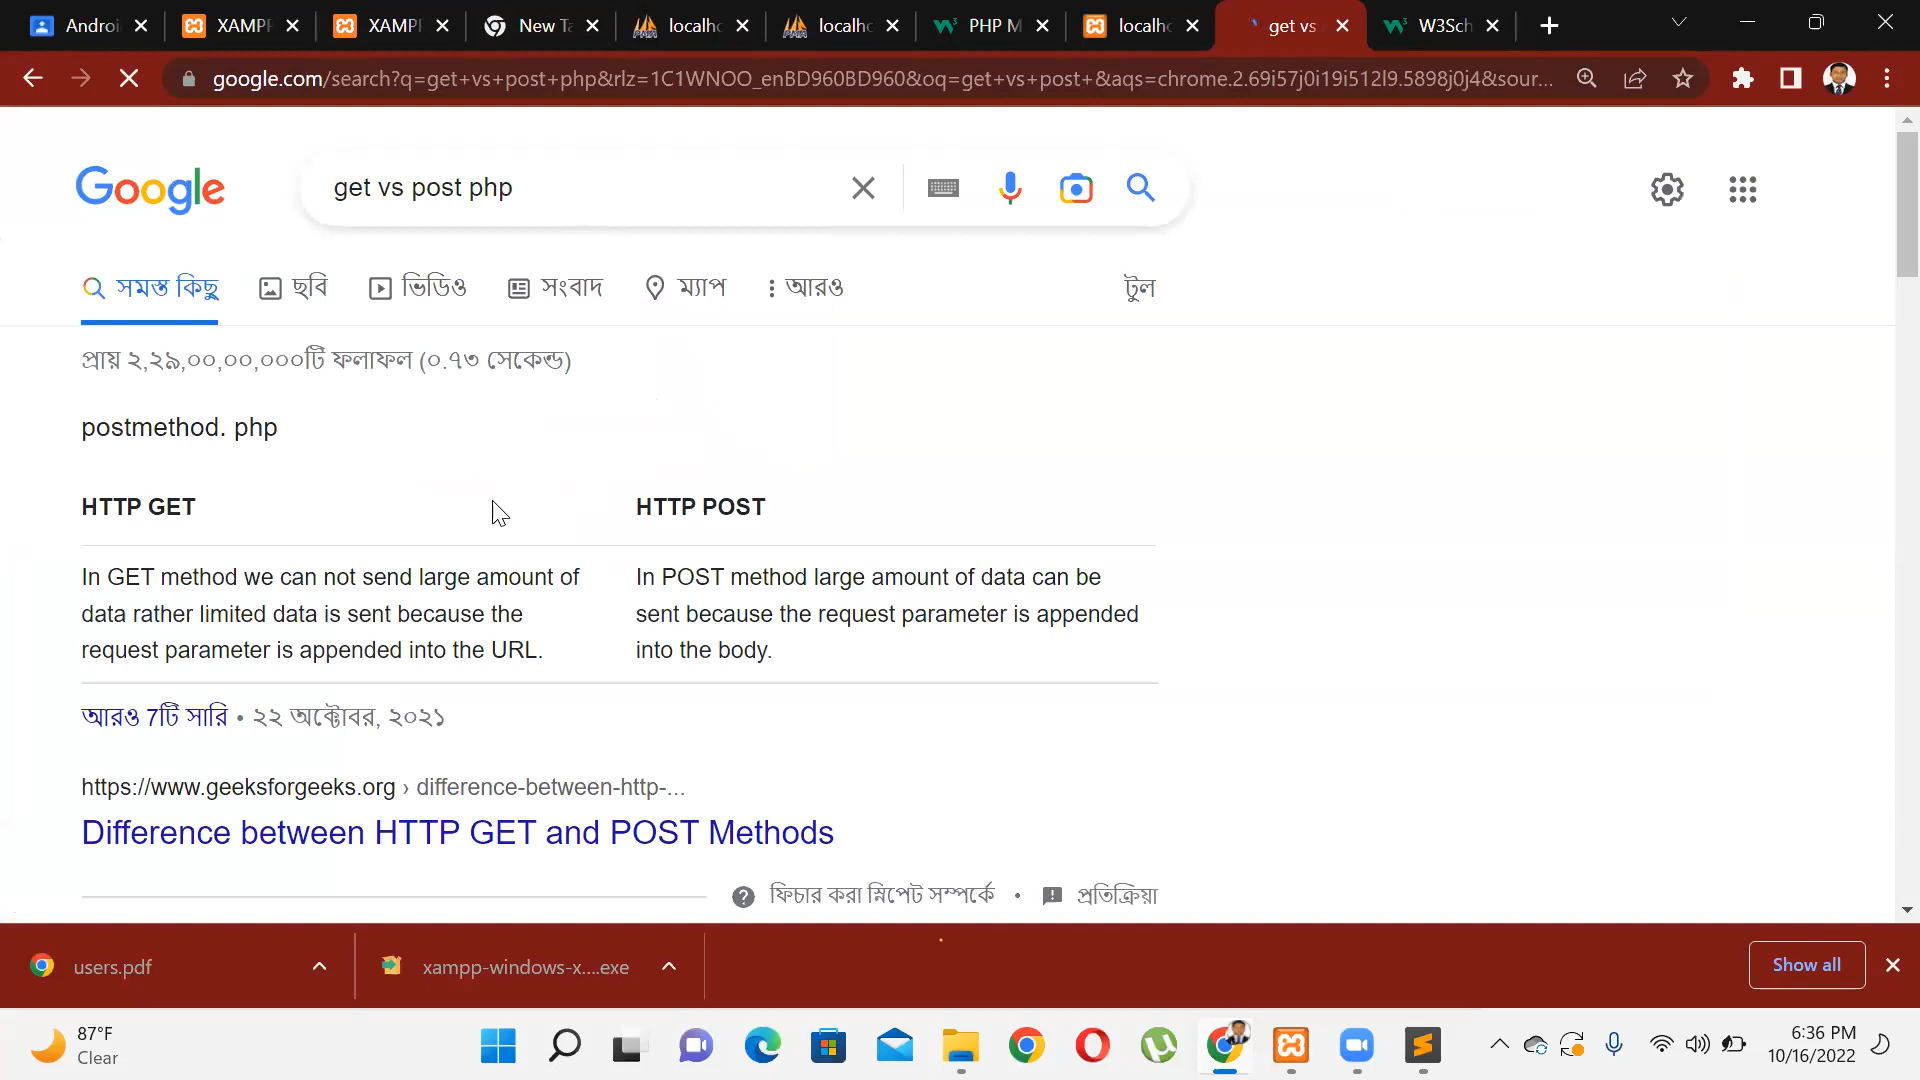 Androi
XAMPP
XAMPP
New Ta
localho
localho
PHP M
localho
get vs
W3Sch
google.com/search?q=get+vs+post+php&rlz=1C1WNOO_enBD960BD960&oq=get+vs+post+&aqs=chrome.2.69i57j0i19i512l9.5898j0j4&sour...
Google
get vs post php
সমস্ত কিছু
ছবি
ভিডিও
সংবাদ
ম্যাপ
আরও
টুল
প্রায় ২,২৯,০০,০০,০০০টি ফলাফল (০.৭৩ সেকেন্ড)
postmethod. php
HTTP GET
HTTP POST
In GET method we can not send large amount of
data rather limited data is sent because the
request parameter is appended into the URL.
In POST method large amount of data can be
sent because the request parameter is appended
into the body.
আরও 7টি সারি • ২২ অক্টোবর, ২০২১
https://www.geeksforgeeks.org › difference-between-http-...
Difference between HTTP GET and POST Methods
ফিচার করা স্নিপেট সম্পর্কে • প্রতিক্রিয়া
users.pdf
xampp-windows-x....exe
Show all
87°F
Clear
6:36 PM
10/16/2022